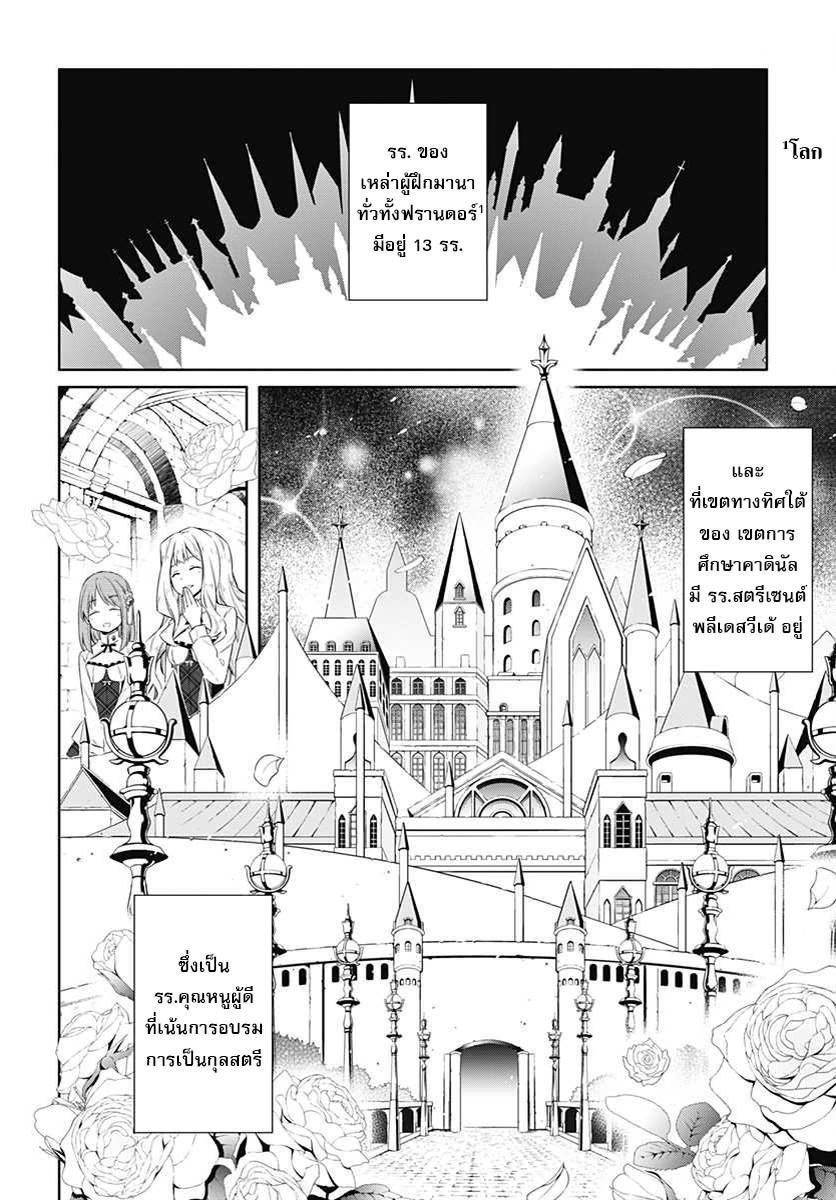 รร. ของ
เหล่าผู้ฝึกมานา
ทั่วทั้งฟรานดอร์¹
มีอยู่ 13 รร.
¹โลก
และ
ที่เขตทางทิศใต้
ของ เขตการ
ศึกษาคาดินัล
มี รร.สตรีเซนต์
ฟลีเดสวีเด้ อยู่
ซึ่งเป็น
รร.คุณหนูผู้ดี
ที่เน้นการอบรม
การเป็นกุลสตรี